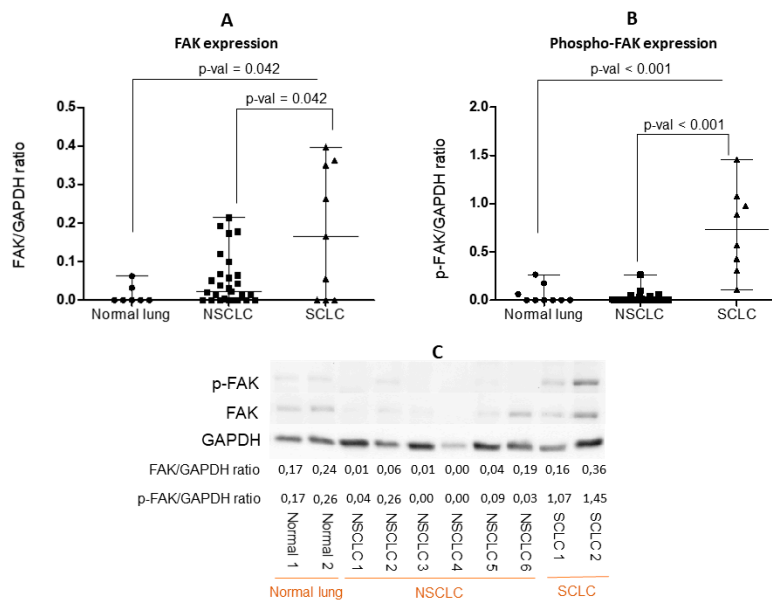 A
FAK expression
p-val = 0.042
p-val = 0.042
FAK/GAPDH ratio
0.5
0.4
0.3
0.2
0.1
0.0
Normal lung NSCLC SCLC
B
Phospho-FAK expression
p-val < 0.001
p-val < 0.001
p-FAK/GAPDH ratio
2.0
1.5
1.0
0.5
0.0
Normal lung NSCLC SCLC
C
p-FAK
FAK
GAPDH
FAK/GAPDH ratio 0,17 0,24 0,01 0,06 0,01 0,00 0,04 0,19 0,16 0,36
p-FAK/GAPDH ratio 0,17 0,26 0,04 0,26 0,00 0,00 0,09 0,03 1,07 1,45
Normal 1
Normal 2
NSCLC 1
NSCLC 2
NSCLC 3
NSCLC 4
NSCLC 5
NSCLC 6
SCLC 1
SCLC 2
Normal lung NSCLC SCLC